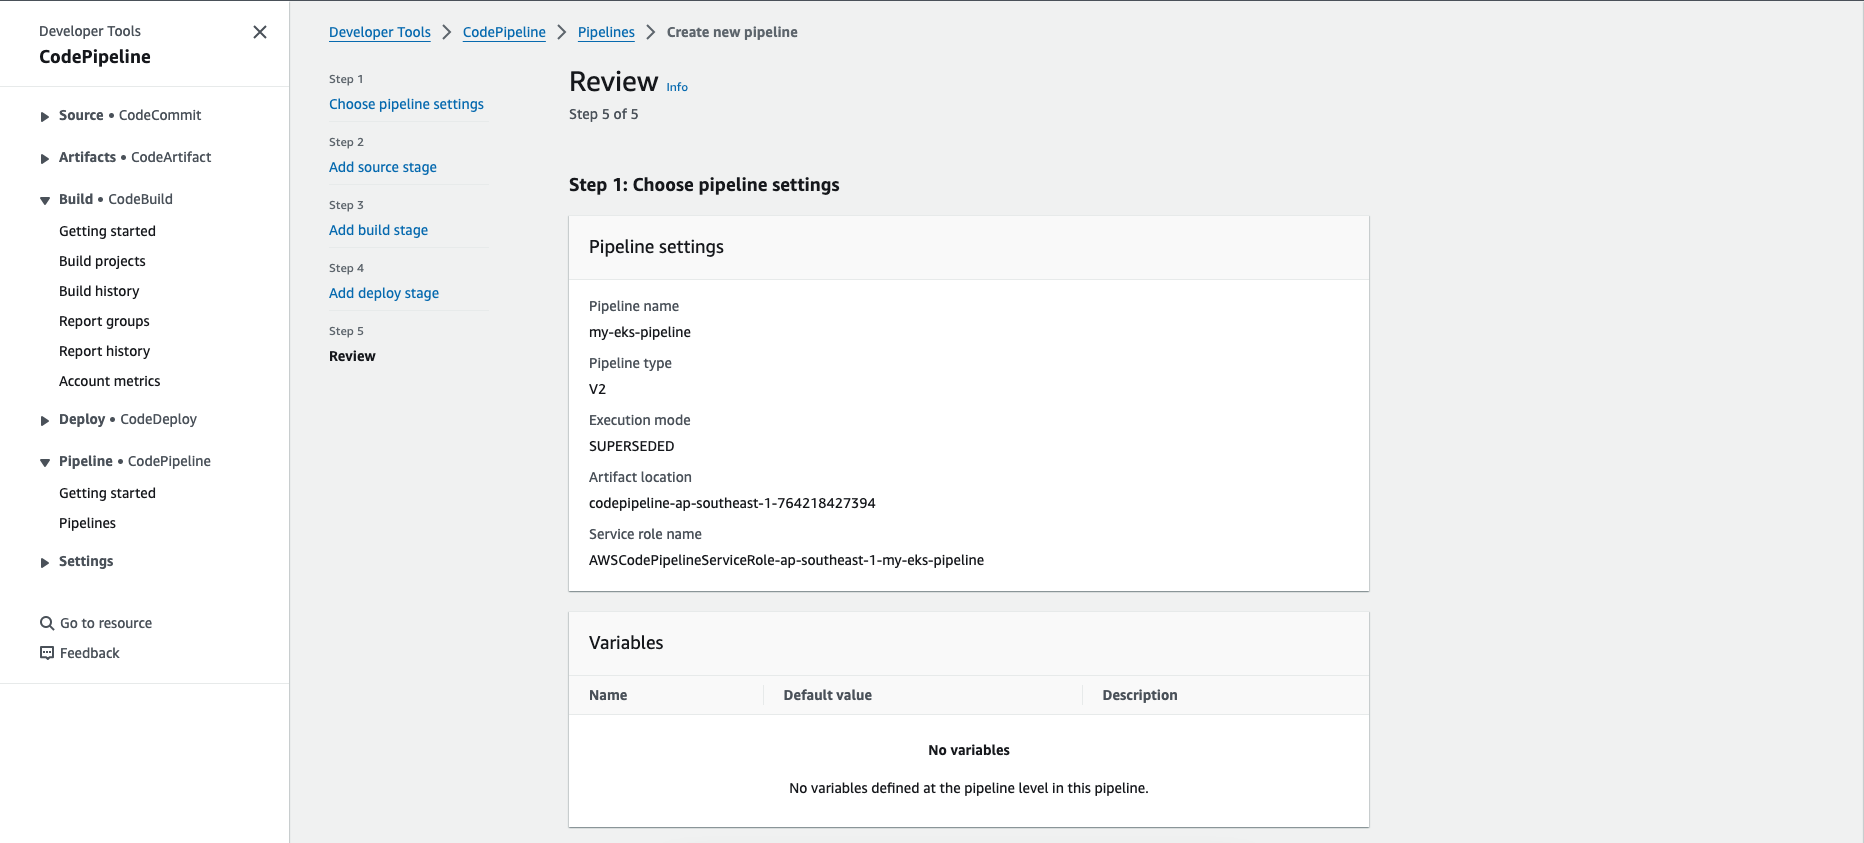 Developer Tools
CodePipeline
Source • CodeCommit
Artifacts • CodeArtifact
Build • CodeBuild
Getting started
Build projects
Build history
Report groups
Report history
Account metrics
Deploy • CodeDeploy
Pipeline • CodePipeline
Getting started
Pipelines
Settings
Go to resource
Feedback
Developer Tools > CodePipeline > Pipelines > Create new pipeline
Step 1
Choose pipeline settings
Step 2
Add source stage
Step 3
Add build stage
Step 4
Add deploy stage
Step 5
Review
Review Info
Step 5 of 5
Step 1: Choose pipeline settings
Pipeline settings
Pipeline name
my-eks-pipeline
Pipeline type
V2
Execution mode
SUPERSEDED
Artifact location
codepipeline-ap-southeast-1-764218427394
Service role name
AWSCodePipelineServiceRole-ap-southeast-1-my-eks-pipeline
Variables
Name Default value Description
No variables
No variables defined at the pipeline level in this pipeline.